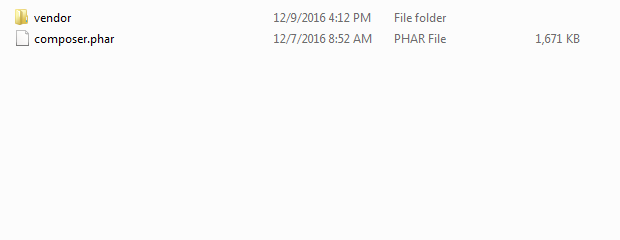 vendor 12/9/2016 4:12 PM File folder
composer.phar 12/7/2016 8:52 AM PHAR File 1,671 KB